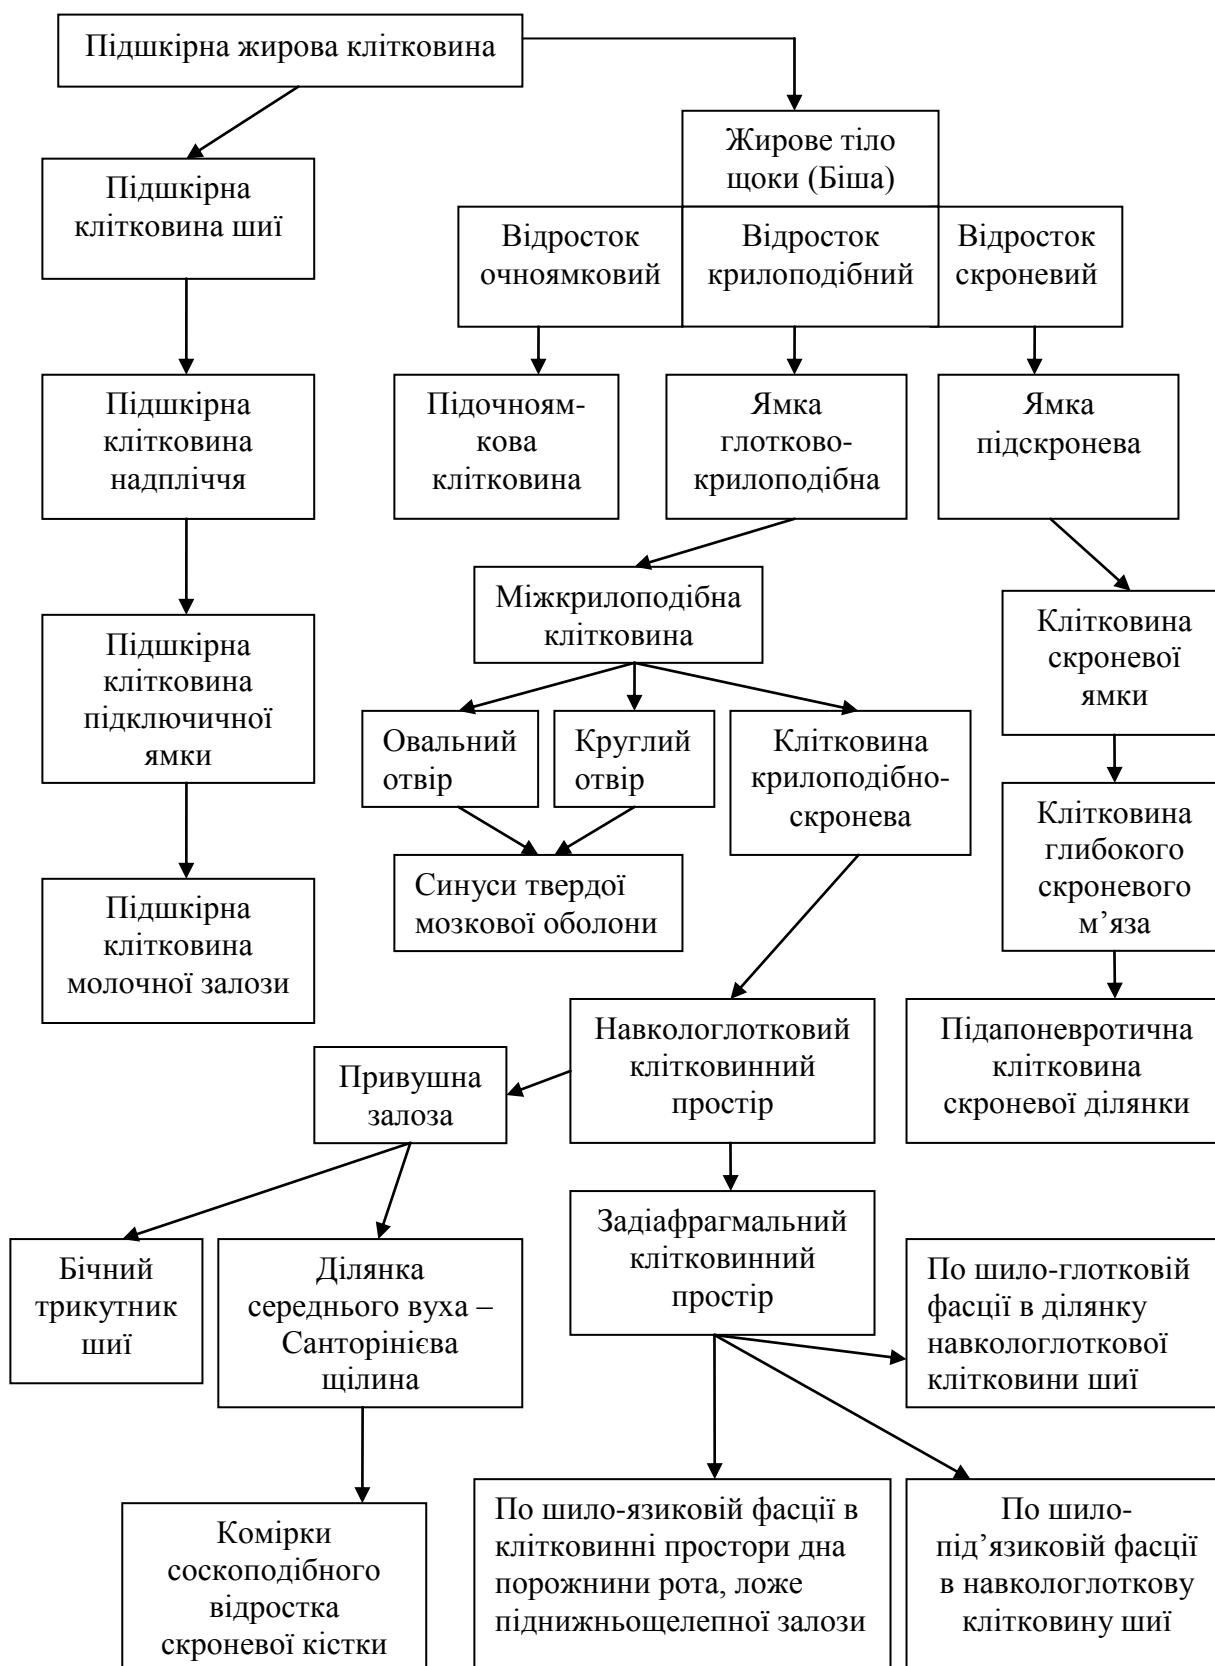 Підшкірна жирова клітковина
Жирове тіло
щоки (Біша)
Підшкірна
клітковина шиї
Відросток
очноямковий
Відросток
крилоподібний
Відросток
скроневий
Підшкірна
клітковина
надпліччя
Підочноям-
кова
клітковина
Ямка
глотково-
крилоподібна
Ямка
підскронева
Міжкрилоподібна
клітковина
Клітковина
скроневої
ямки
Підшкірна
клітковина
підключичної
ямки
Овальний
отвір
Круглий
отвір
Клітковина
крилоподібно-
скронева
Клітковина
глибокого
скроневого
м’яза
Синуси твердої
мозкової оболони
Підшкірна
клітковина
молочної залози
Навкологлотковий
клітковинний
простір
Підапоневротична
клітковина
скроневої ділянки
Привушна
залоза
Задіафрагмальний
клітковинний
простір
Бічний
трикутник
шиї
Ділянка
середнього вуха –
Санторінієва
щілина
По шило-глотковій
фасції в ділянку
навкологлоткової
клітковини шиї
Комірки
соскоподібного
відростка
скроневої кістки
По шило-язиковій фасції в
клітковинні простори дна
порожнини рота, ложе
піднижньощелепної залози
По шило-
під’язиковій фасції
в навкологлоткову
клітковину шиї